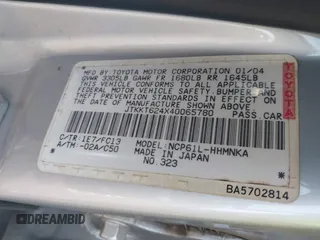 MFD BY TOYOTA MOTOR CORPORATION 01/04
GVWR 3305LB GAWR FR 1680LB RR 1645LB
THIS VEHICLE CONFORMS TO ALL APPLICABLE
FEDERAL MOTOR VEHICLE SAFETY, BUMPER, AND
THEFT PREVENTION STANDARDS IN EFFECT ON
THE DATE OF MANUFACTURE SHOWN ABOVE.
JTKKT624X40065780 PASS CAR
TOYOTA
C/TR: 1E7/FC13 NCP61L-HHMNKA
A/TM: -02A/C50 MADE IN JAPAN
NO.323
BA5702814